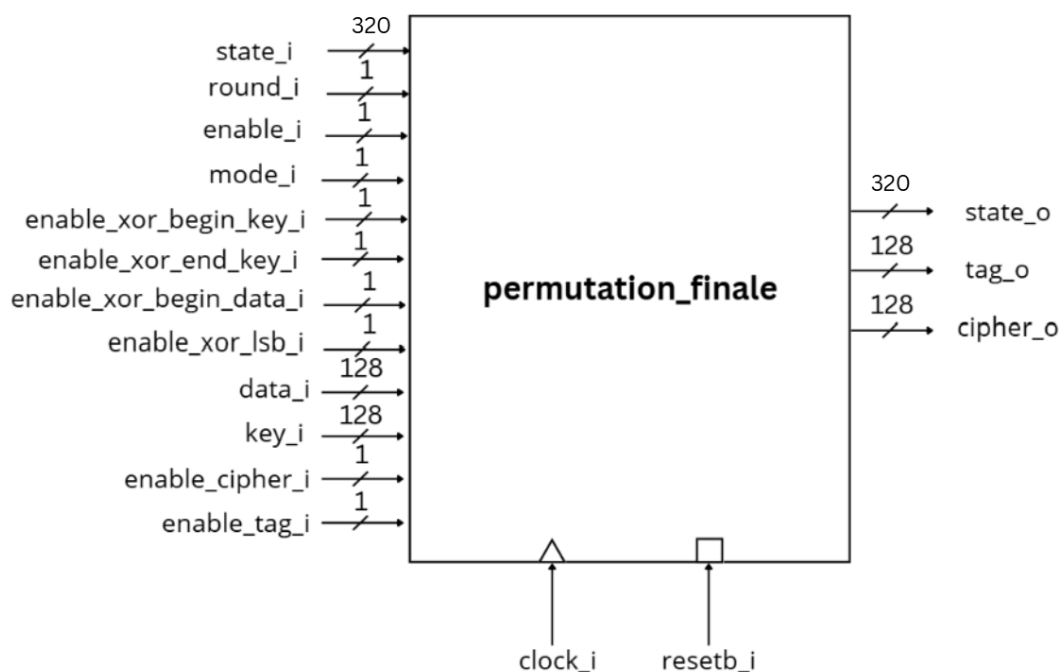 320
state_i
1
round_i
1
enable_i
1
mode_i
1
enable_xor_begin_key_i
1
enable_xor_end_key_i
1
enable_xor_begin_data_i
1
enable_xor_lsb_i
128
data_i
128
key_i
1
enable_cipher_i
1
enable_tag_i
permutation_finale
320
state_o
128
tag_o
128
cipher_o
clock_i
resetb_i